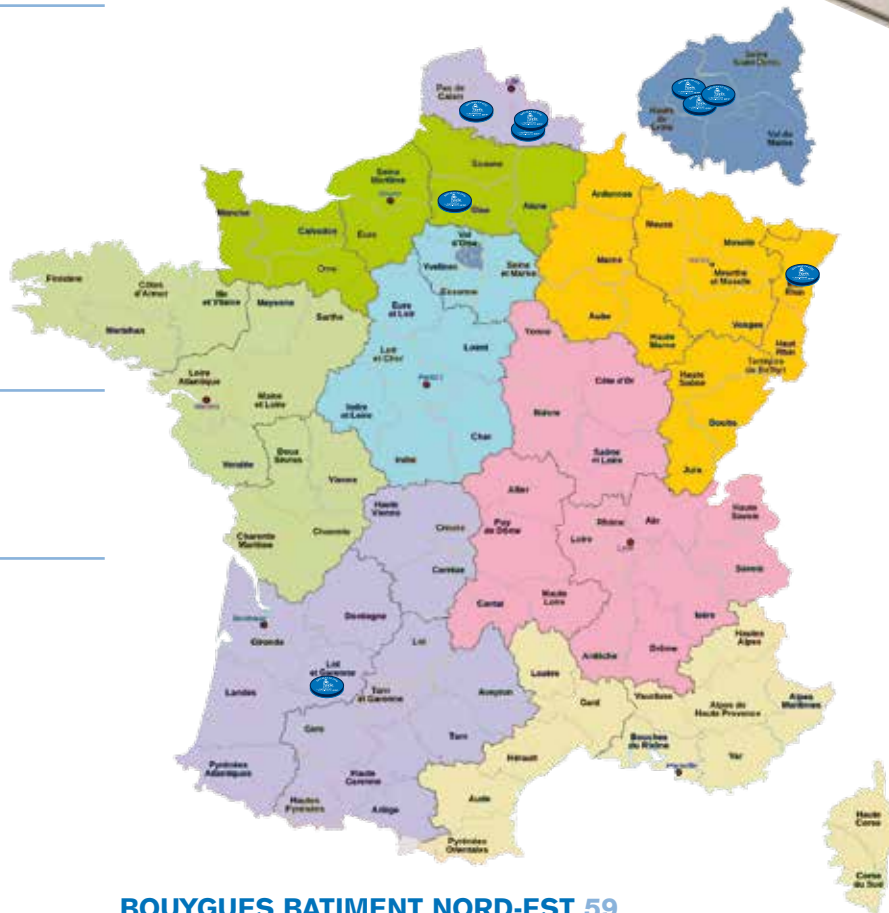 Seine
Saint Denis
Hauts
de
Seine
Val de
Marne
Pas de
Calais
Somme
Seine
Maritime
Oise
Aisne
Ardennes
Manche
Calvados
Eure
Orne
Val
d'Oise
Yvelines
Seine
et Marne
Essonne
Marne
Meuse
Moselle
Meurthe
et Moselle
Rhin
Vosges
Haut
Rhin
Aube
Haute
Marne
Territoire
de Belfort
Haute
Saône
Doubs
Jura
Finistère
Côtes
d'Armor
Ille
et Vilaine
Morbihan
Mayenne
Sarthe
Loire
Atlantique
Maine
et Loire
Vendée
Deux
Sèvres
Vienne
Charente
Maritime
Charente
Eure
et Loir
Loir
et Cher
Loiret
Indre
et Loire
Cher
Indre
Yonne
Côte d'Or
Nièvre
Saône
et Loire
Allier
Puy
de Dôme
Loire
Rhône
Ain
Haute
Savoie
Savoie
Isère
Cantal
Haute
Loire
Ardèche
Drôme
Haute
Vienne
Creuse
Corrèze
Dordogne
Gironde
Lot
Lot
et Garonne
Landes
Tarn
et Garonne
Aveyron
Gers
Tarn
Pyrénées
Atlantiques
Haute
Garonne
Hautes
Pyrénées
Ariège
Lozère
Gard
Hérault
Aude
Pyrénées
Orientales
Vaucluse
Bouches
du Rhône
Hautes
Alpes
Alpes de
Haute Provence
Alpes
Maritimes
Var
Haute
Corse
Corse
du Sud
BOUYGUES BATIMENT NORD-EST 59